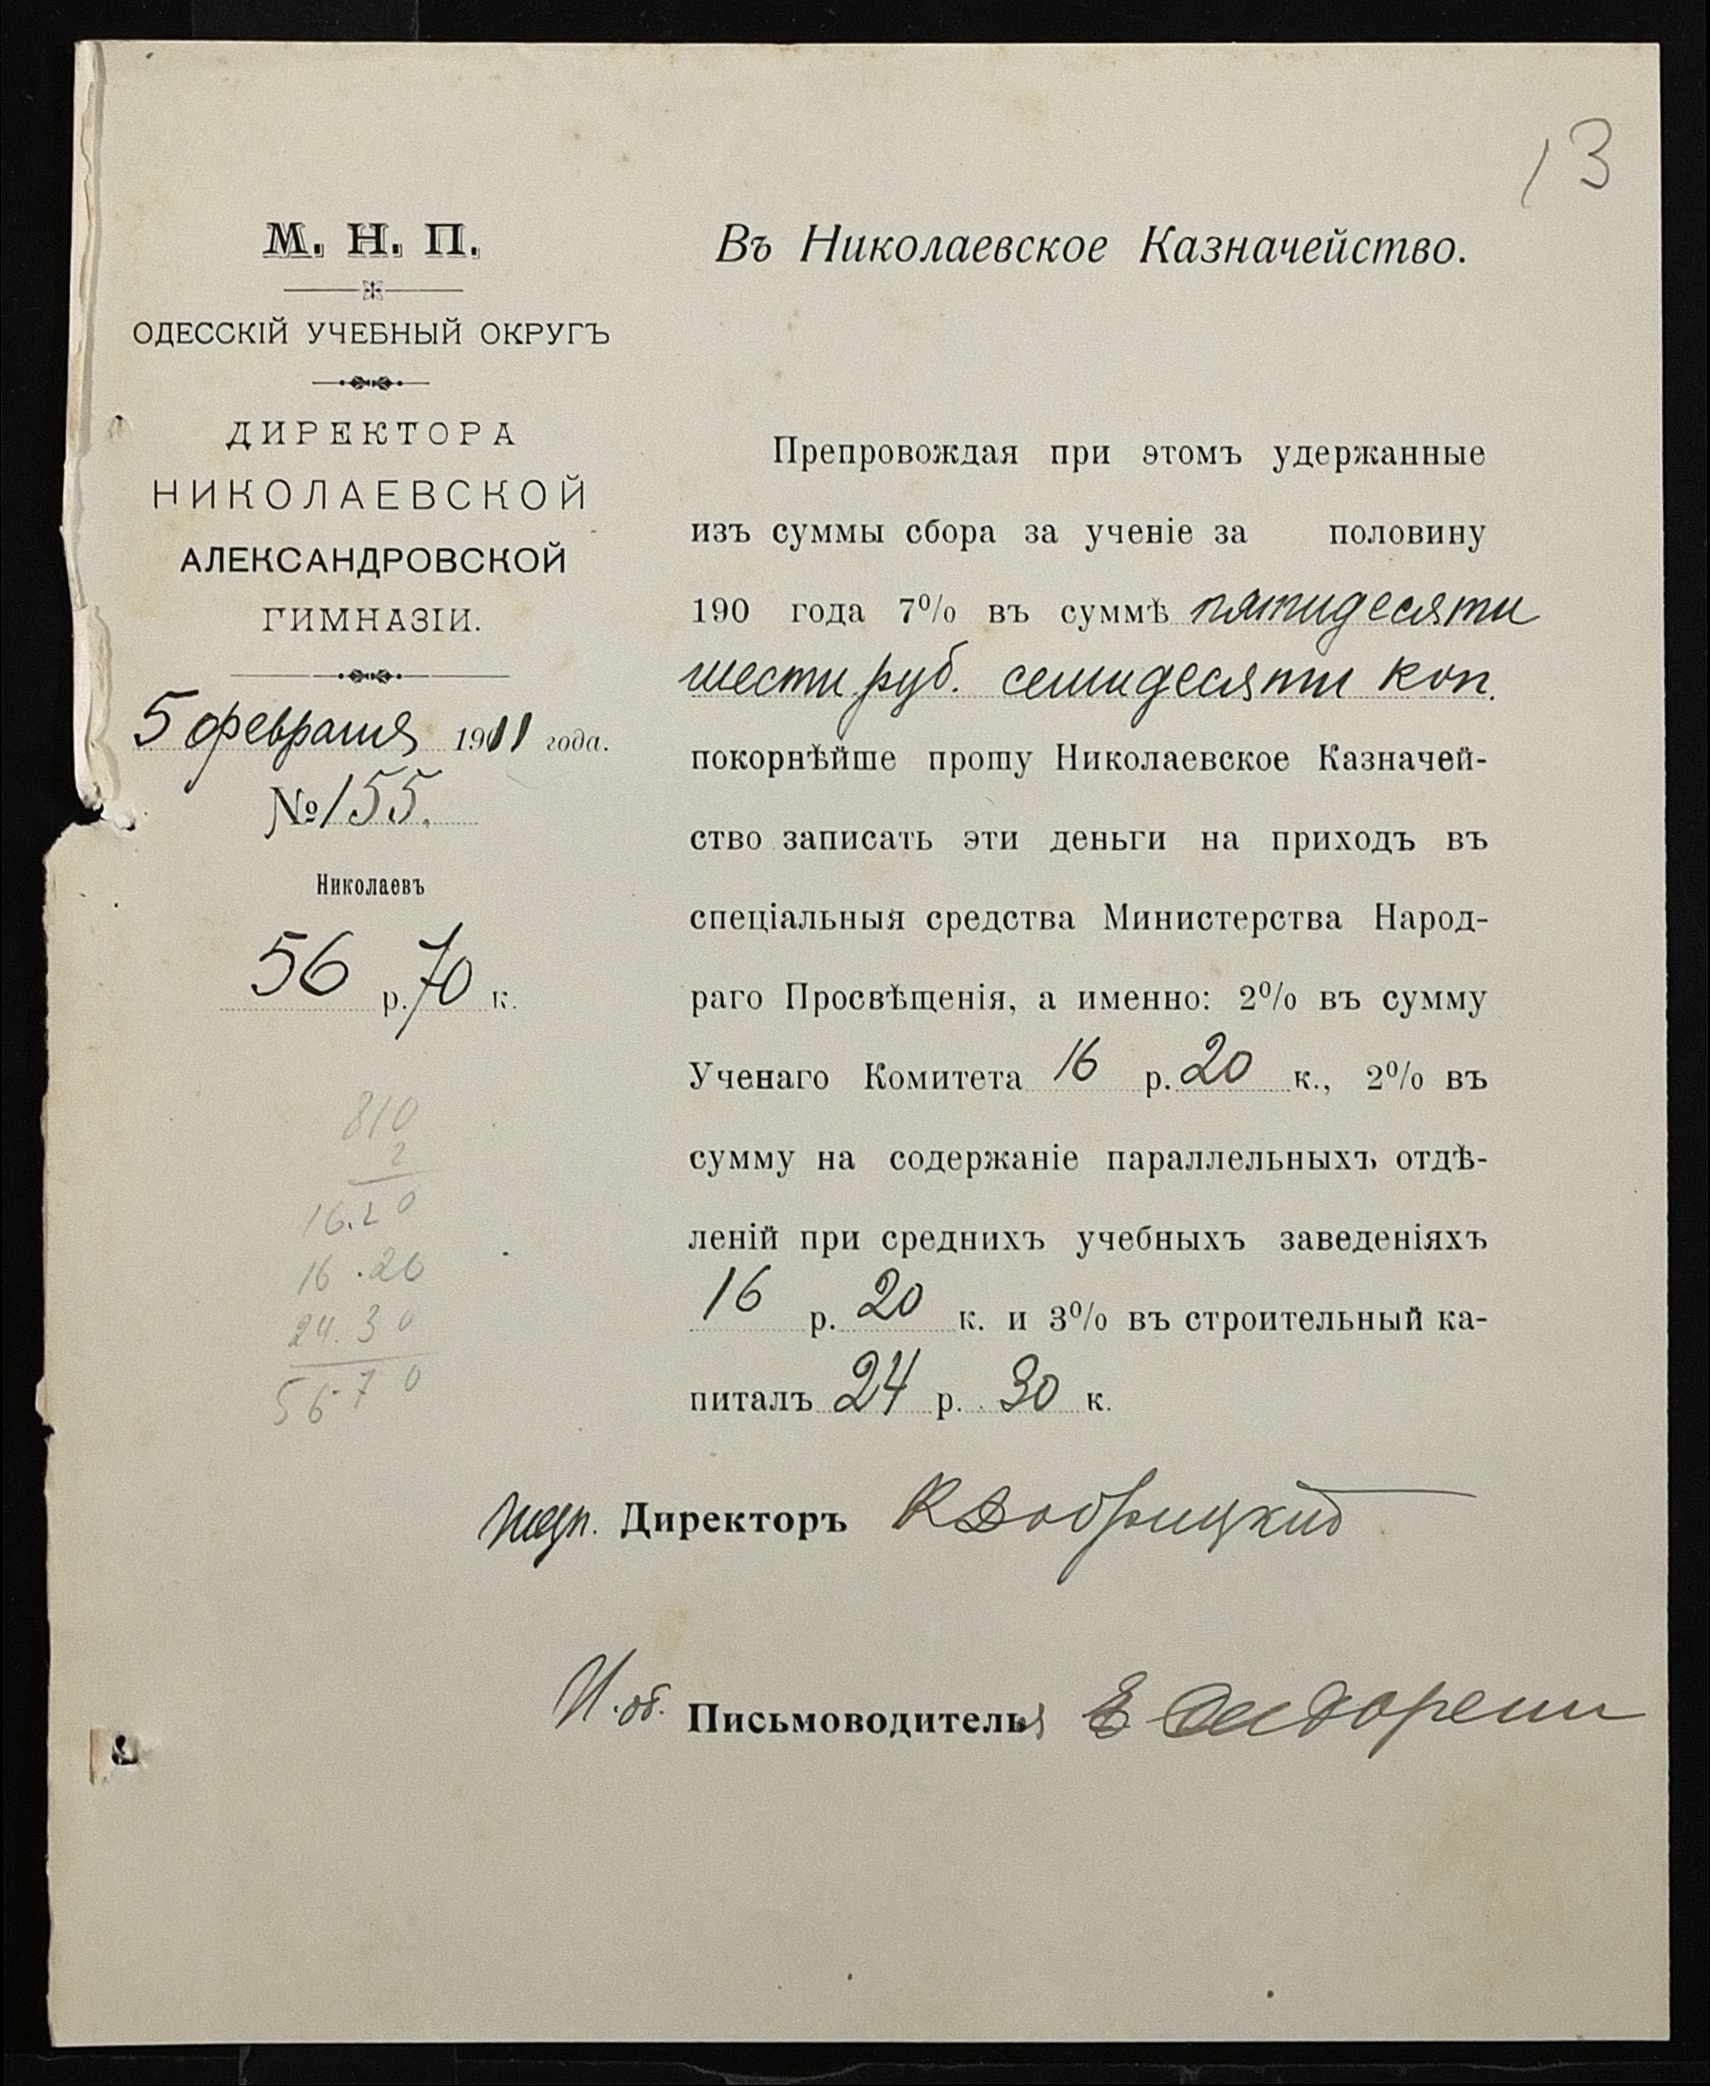 13
М. Н. П.
ОДЕССКІЙ УЧЕБНЫЙ ОКРУГЪ
ДИРЕКТОРА
НИКОЛАЕВСКОЙ
АЛЕКСАНДРОВСКОЙ
ГИМНАЗІИ.
5 февраля 1911 года.
№ 155.
Николаевъ
56 р. 70 к.
810
2
16.20
16.20
24.30
56.70
Въ Николаевское Казначейство.
Препровождая при этомъ удержанные
изъ суммы сбора за ученіе за половину
190 года 7% въ суммѣ пятидесяти
шести руб. семидесяти коп.
покорнѣйше прошу Николаевское Казначей-
ство записать эти деньги на приходъ въ
спеціальныя средства Министерства Народ-
раго Просвѣщенія, а именно: 2% въ сумму
Ученаго Комитета 16 р. 20 к., 2% въ
сумму на содержаніе параллельныхъ отдѣ-
леній при среднихъ учебныхъ заведеніяхъ
16 р. 20 к. и 3% въ строительный ка-
питалъ 24 р. 30 к.
Директоръ
И. об. Письмоводителя